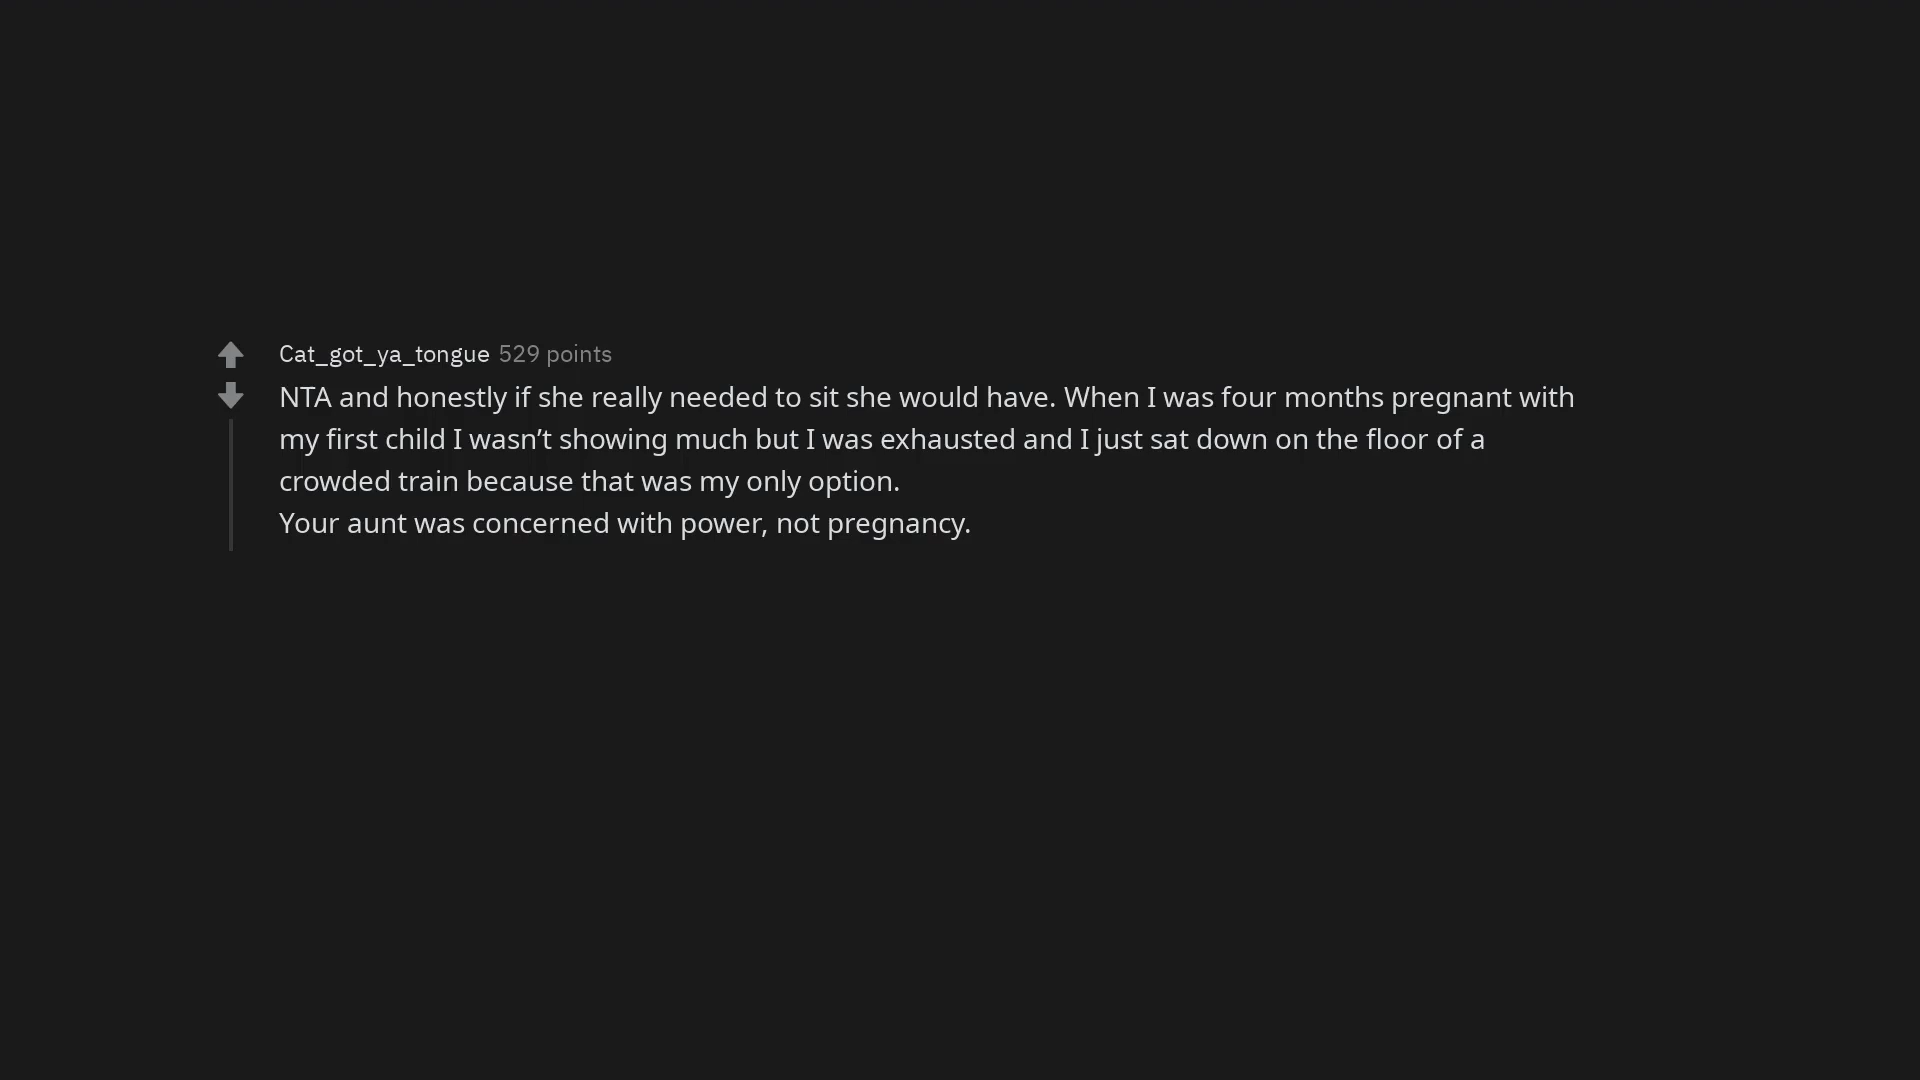 Cat_got_ya_tongue 529 points
NTA and honestly if she really needed to sit she would have. When I was four months pregnant with
my first child I wasn’t showing much but I was exhausted and I just sat down on the floor of a
crowded train because that was my only option.
Your aunt was concerned with power, not pregnancy.